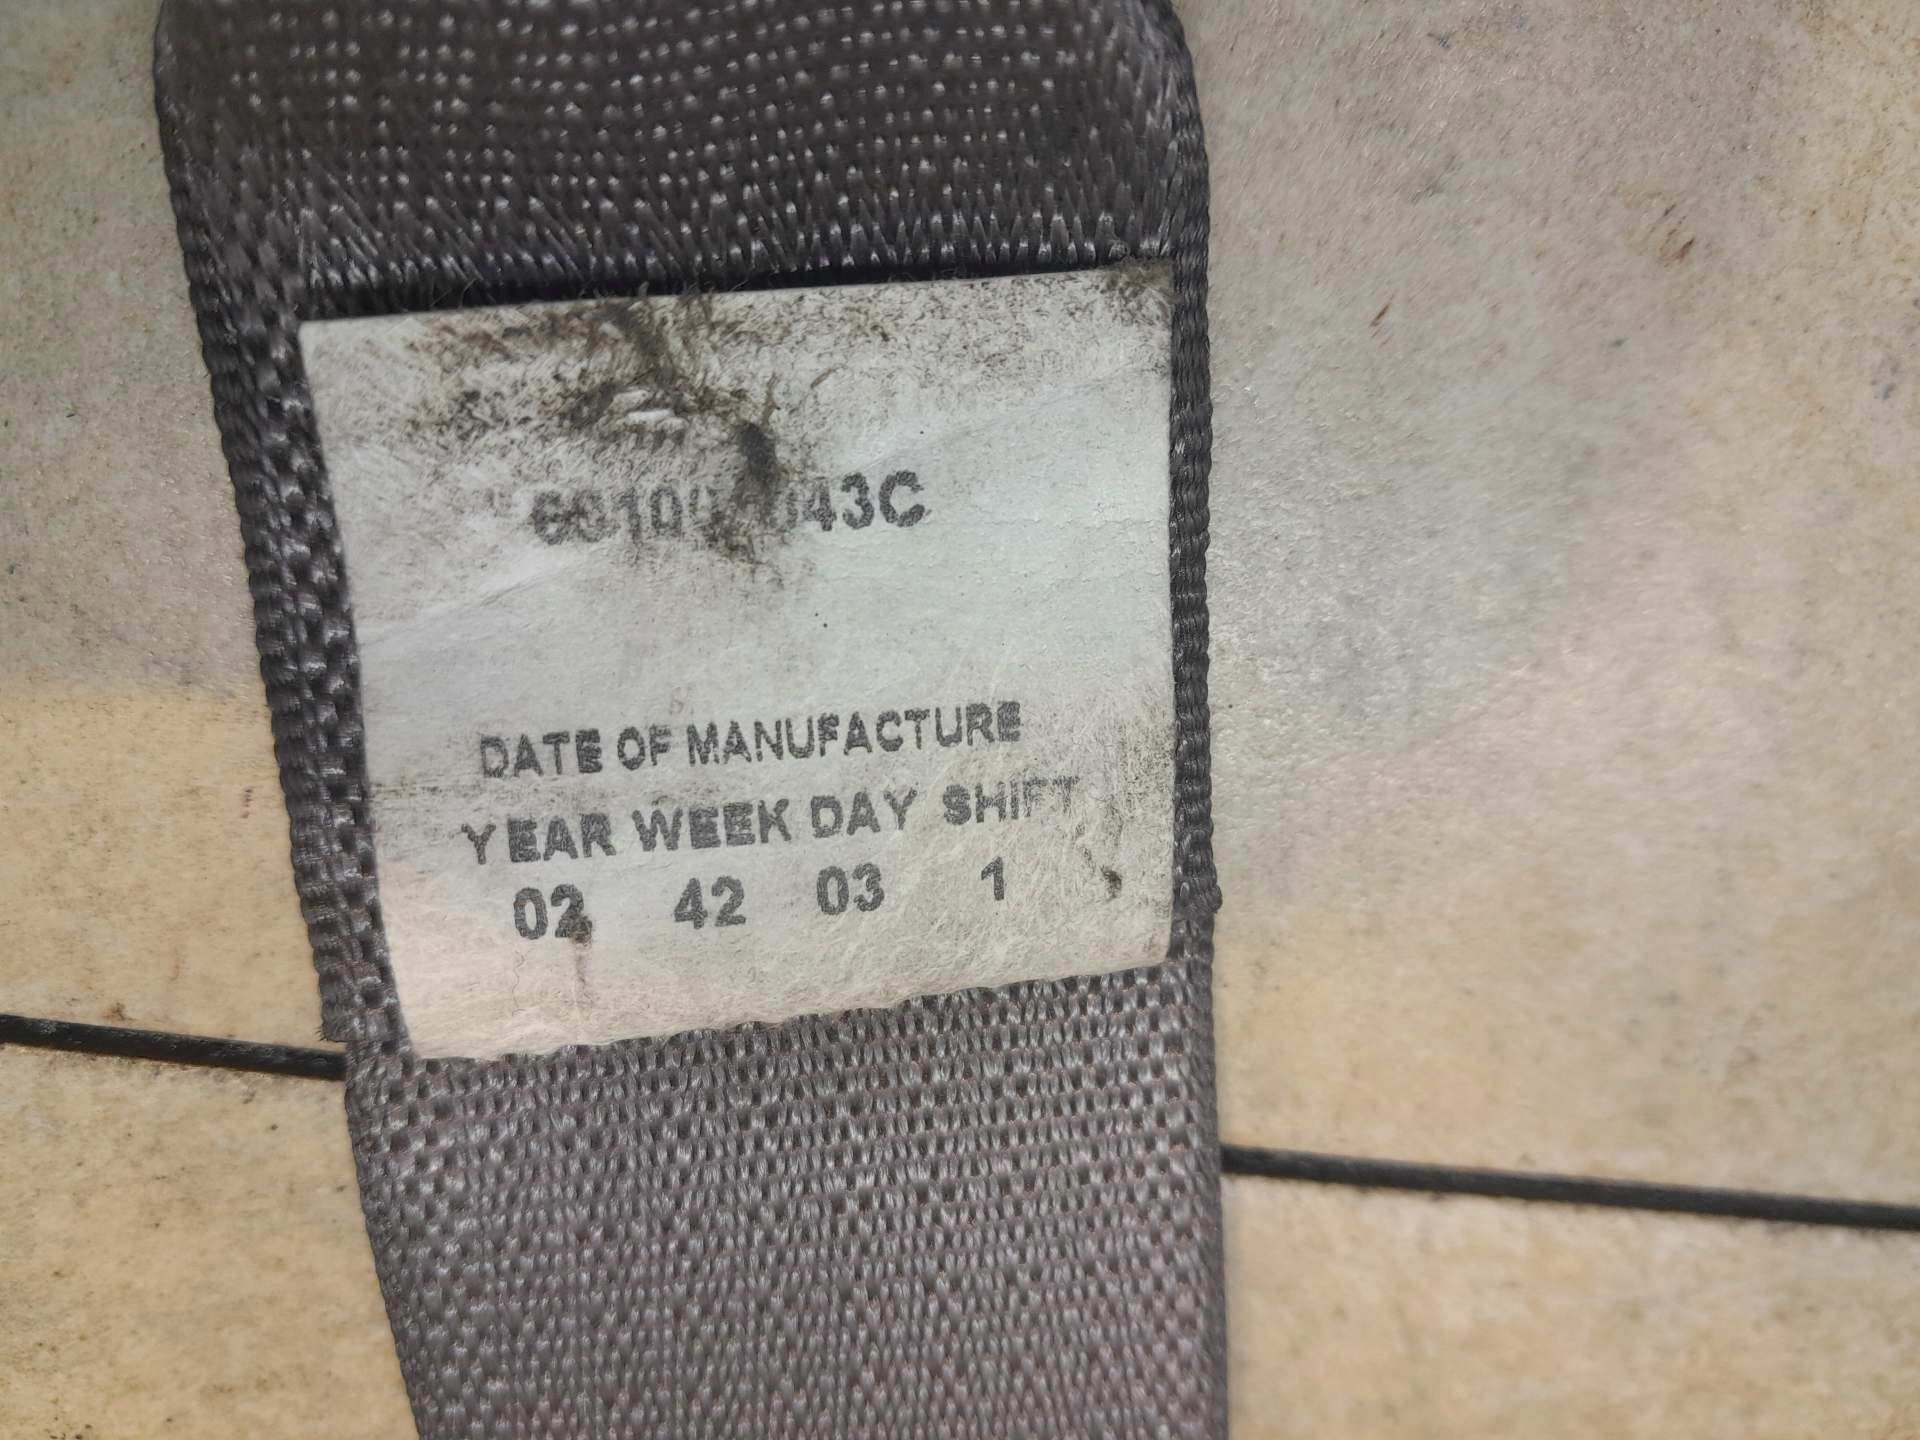 DATE OF MANUFACTURE
YEAR WEEK DAY SHIFT
02 42 03 1